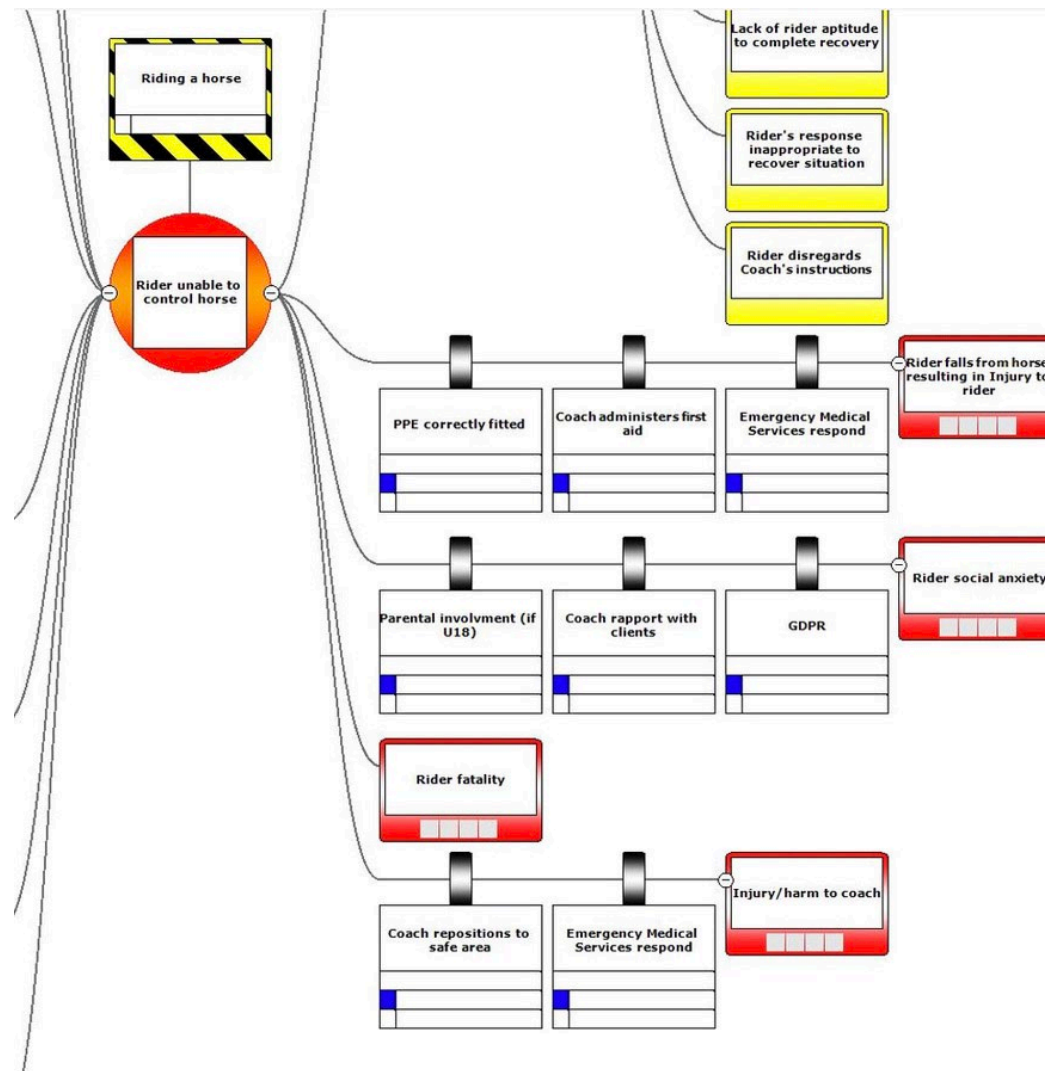 Lack of rider aptitude
to complete recovery
Riding a horse
Rider's response
inappropriate to
recover situation
Rider disregards
Coach's instructions
Rider unable to
control horse
PPE correctly fitted
Coach administers first
aid
Emergency Medical
Services respond
Rider falls from horse
resulting in Injury to
rider
Parental involvment (if
U18)
Coach rapport with
clients
GDPR
Rider social anxiety
Rider fatality
Coach repositions to
safe area
Emergency Medical
Services respond
Injury/harm to coach